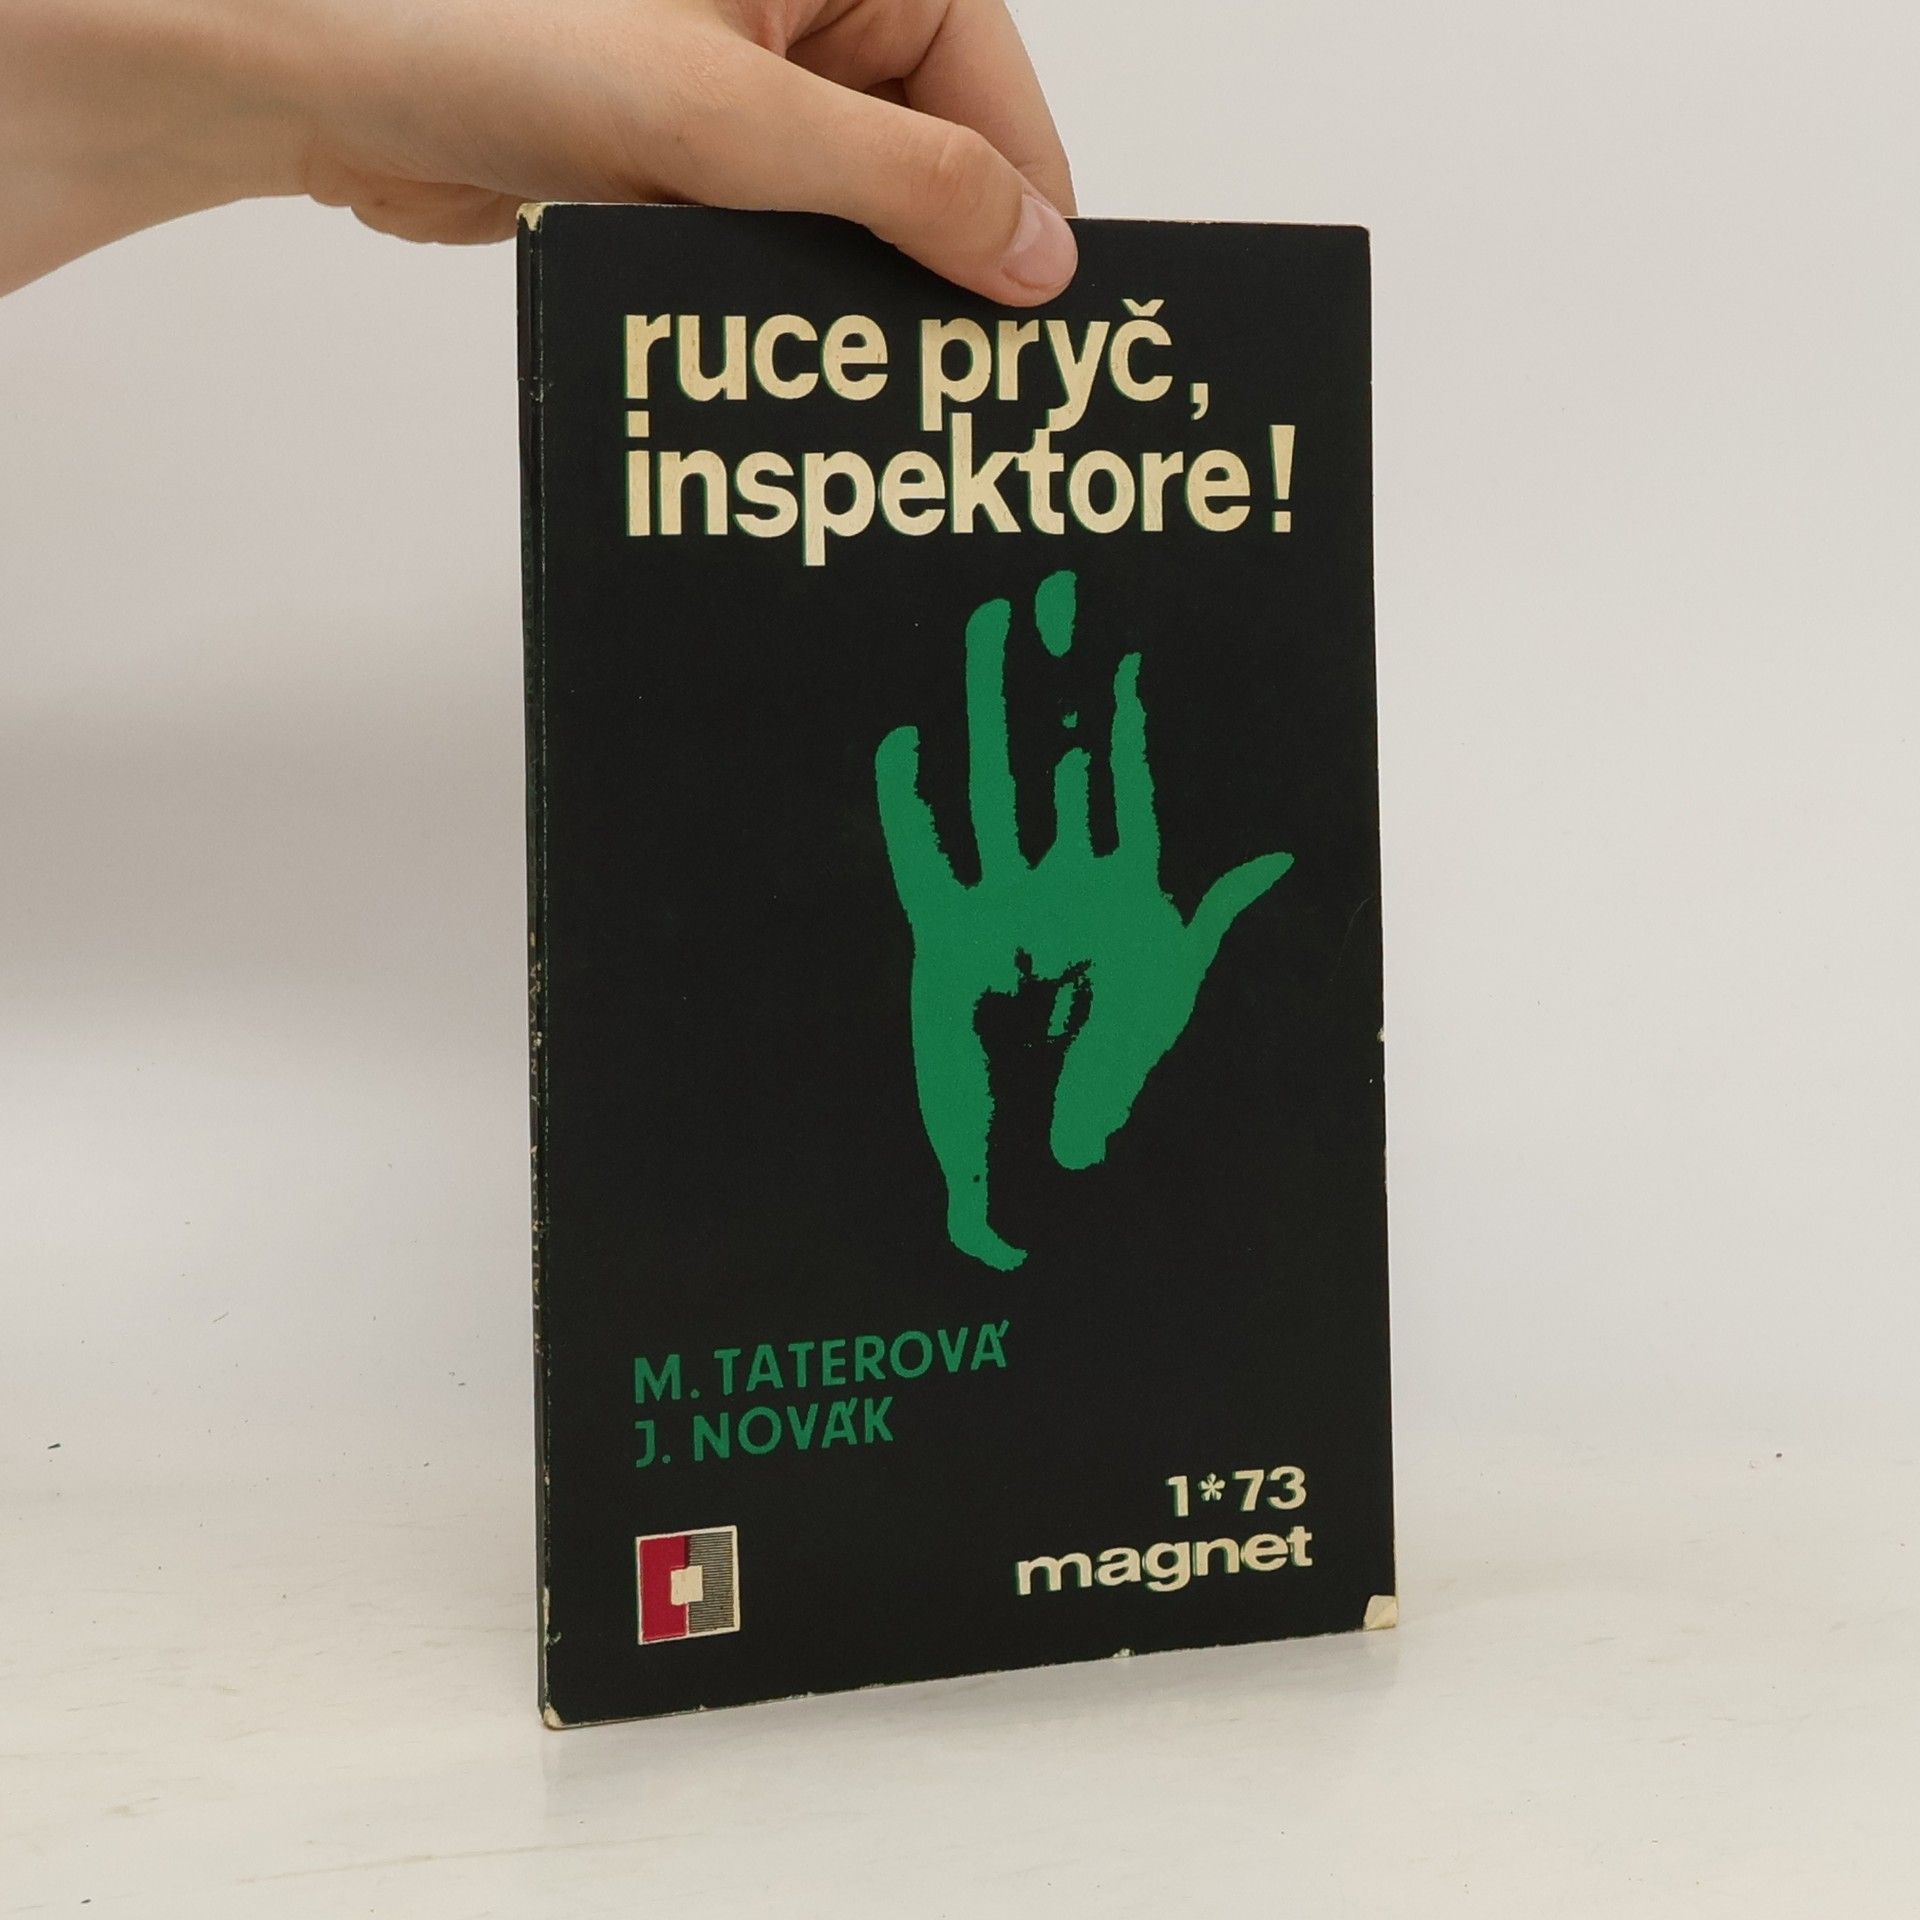 ruce pryč,
inspektore!
M. TATEROVÁ
J. NOVÁK
1*73
magnet